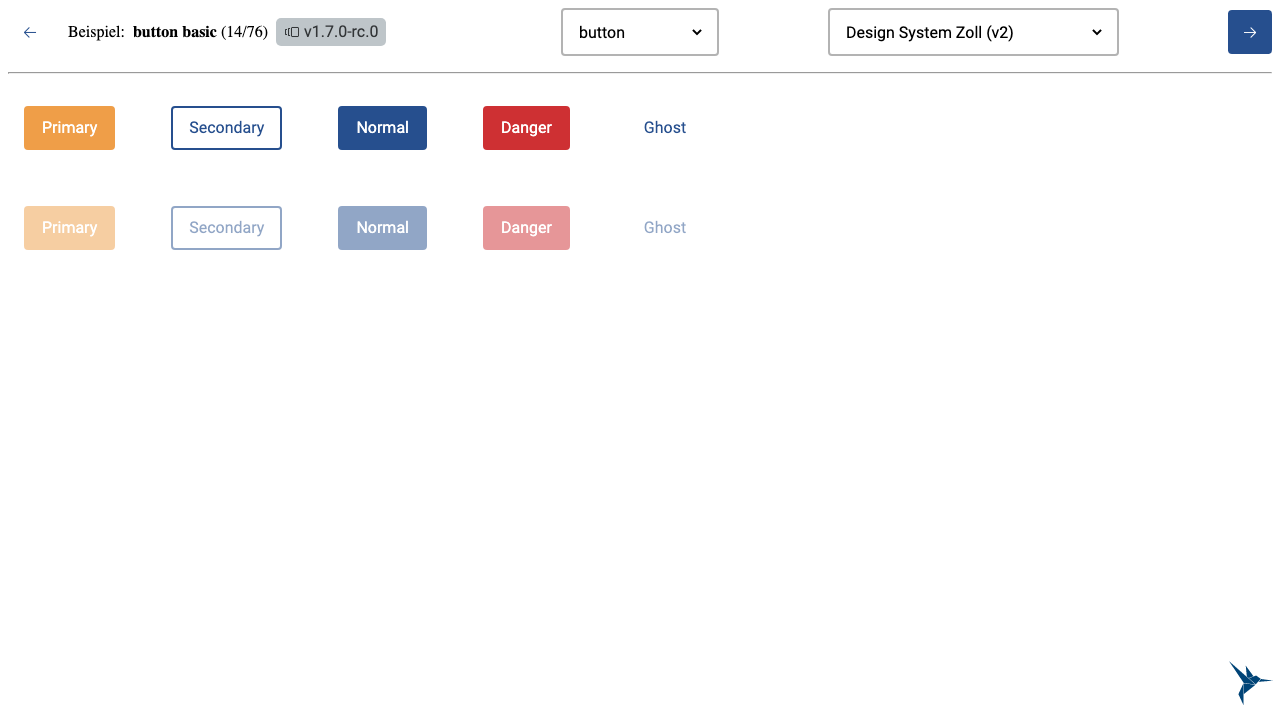 Beispiel: button basic (14/76) v1.7.0-rc.0 button Design System Zoll (v2)
Primary Secondary Normal Danger Ghost
Primary Secondary Normal Danger Ghost